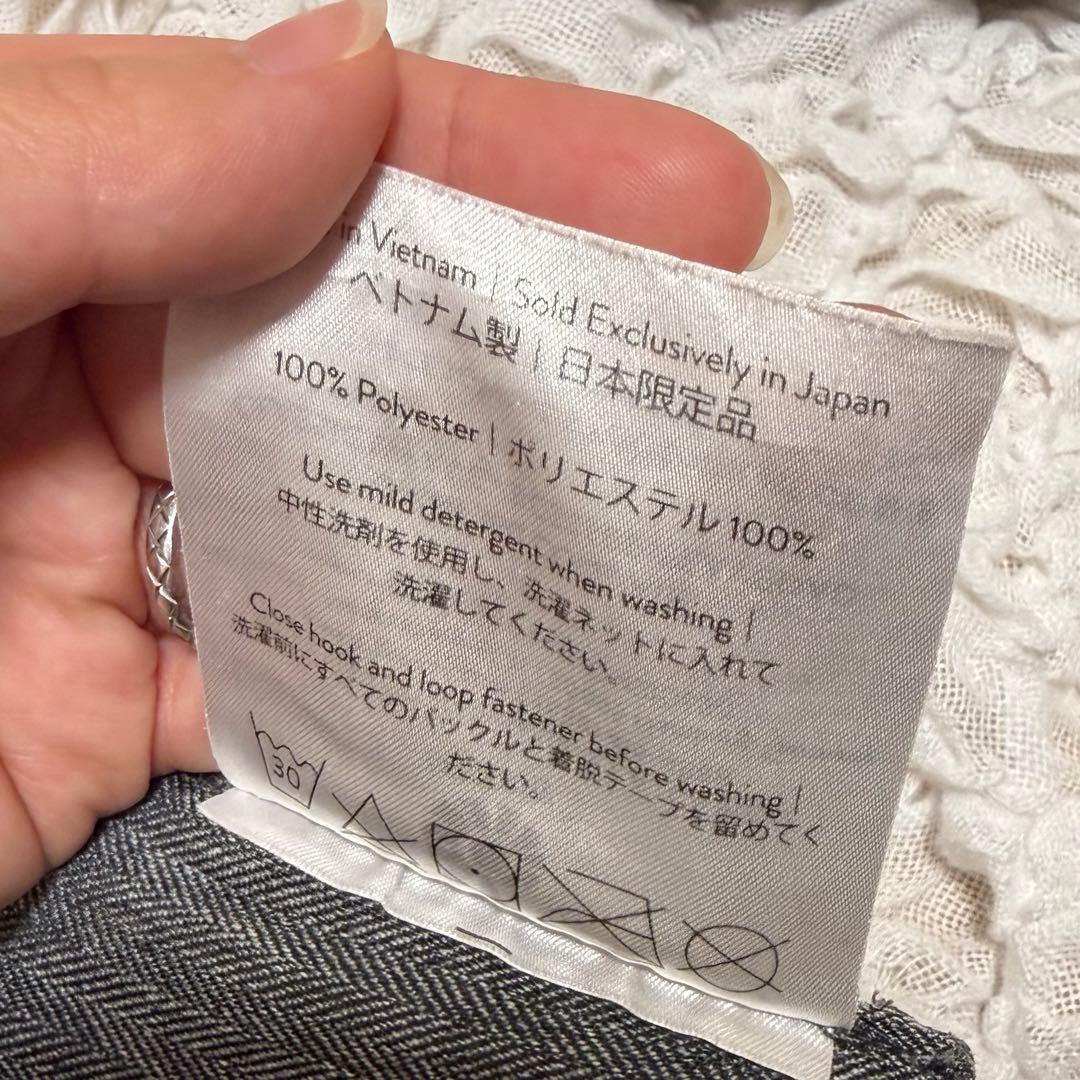 in Vietnam | Sold Exclusively in Japan
ベトナム製 | 日本限定品
100% Polyester | ポリエステル 100%
Use mild detergent when washing |
中性洗剤を使用し、洗濯ネットに入れて
洗濯してください。
Close hook and loop fastener before washing |
洗濯前にすべてのバックルと着脱テープを留めてく
ださい。
30